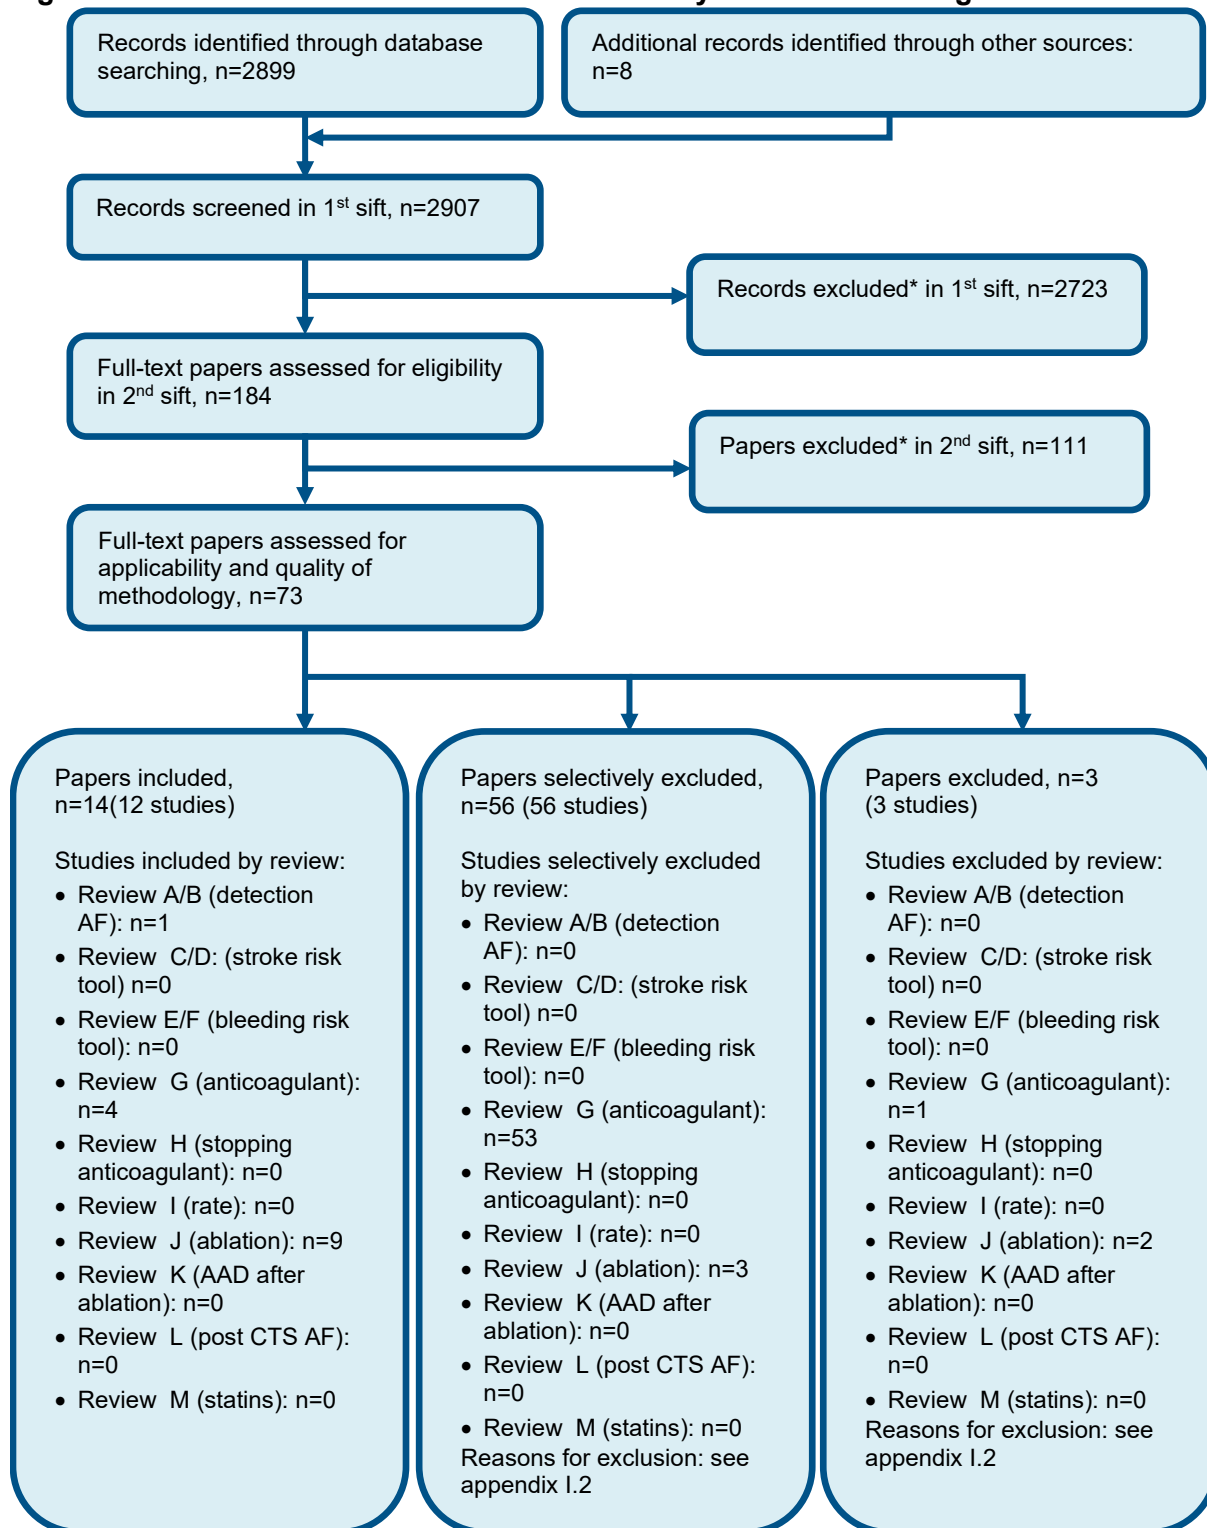 Records identified through database
searching, n=2899
Additional records identified through other sources:
n=8
Records screened in 1st sift, n=2907
Records excluded* in 1st sift, n=2723
Full-text papers assessed for eligibility
in 2nd sift, n=184
Papers excluded* in 2nd sift, n=111
Full-text papers assessed for
applicability and quality of
methodology, n=73
Papers included,
n=14(12 studies)
Studies included by review:
• Review A/B (detection
AF): n=1
• Review C/D: (stroke risk
tool) n=0
• Review E/F (bleeding risk
tool): n=0
• Review G (anticoagulant):
n=4
• Review H (stopping
anticoagulant): n=0
• Review I (rate): n=0
• Review J (ablation): n=9
• Review K (AAD after
ablation): n=0
• Review L (post CTS AF):
n=0
• Review M (statins): n=0
Papers selectively excluded,
n=56 (56 studies)
Studies selectively excluded
by review:
• Review A/B (detection
AF): n=0
• Review C/D: (stroke risk
tool) n=0
• Review E/F (bleeding risk
tool): n=0
• Review G (anticoagulant):
n=53
• Review H (stopping
anticoagulant): n=0
• Review I (rate): n=0
• Review J (ablation): n=3
• Review K (AAD after
ablation): n=0
• Review L (post CTS AF):
n=0
• Review M (statins): n=0
Reasons for exclusion: see
appendix I.2
Papers excluded, n=3
(3 studies)
Studies excluded by review:
• Review A/B (detection
AF): n=0
• Review C/D: (stroke risk
tool) n=0
• Review E/F (bleeding risk
tool): n=0
• Review G (anticoagulant):
n=1
• Review H (stopping
anticoagulant): n=0
• Review I (rate): n=0
• Review J (ablation): n=2
• Review K (AAD after
ablation): n=0
• Review L (post CTS AF):
n=0
• Review M (statins): n=0
Reasons for exclusion: see
appendix I.2